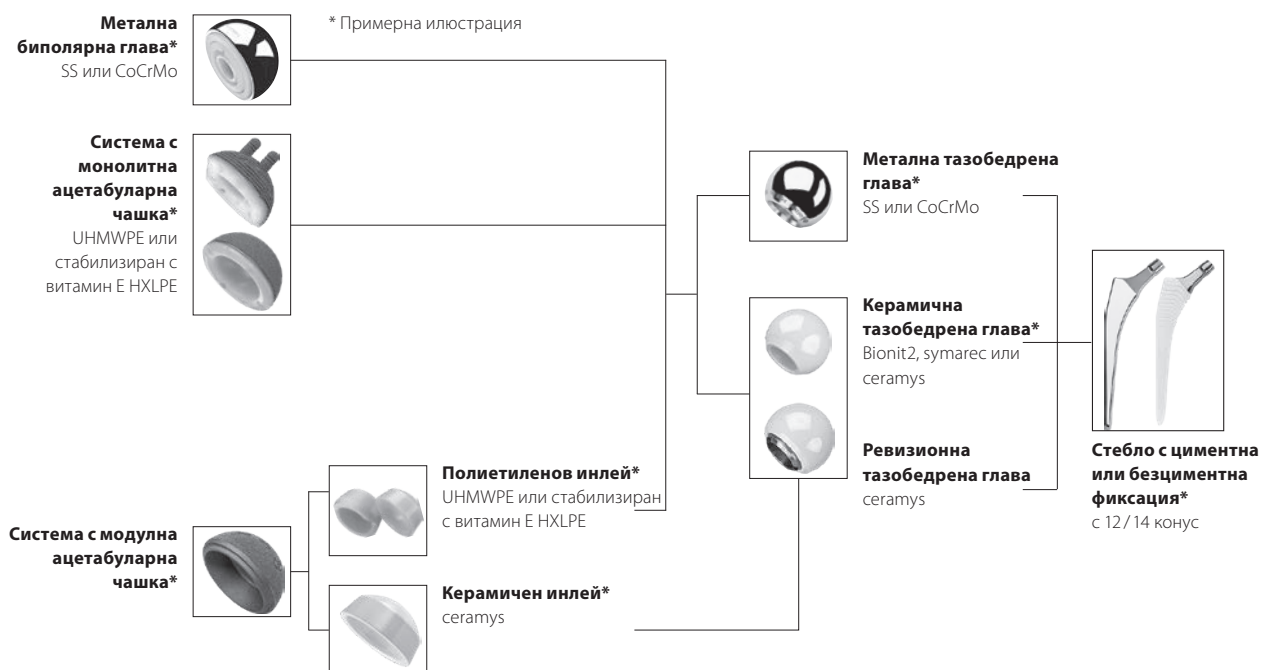 Метална
биполярна глава*
SS или CoCrMo
* Примерна илюстрация
Система с
монолитна
ацетабуларна
чашка*
UHMWPE или
стабилизиран с
витамин Е HXLPE
Метална тазобедрена
глава*
SS или CoCrMo
Керамична
тазобедрена глава*
Bionit2, symarec или
ceramys
Ревизионна
тазобедрена глава
ceramys
Стебло с циментна
или безциментна
фиксация*
с 12 / 14 конус
Полиетиленов инлей*
UHMWPE или стабилизиран
с витамин Е HXLPE
Система с модулна
ацетабуларна
чашка*
Керамичен инлей*
ceramys